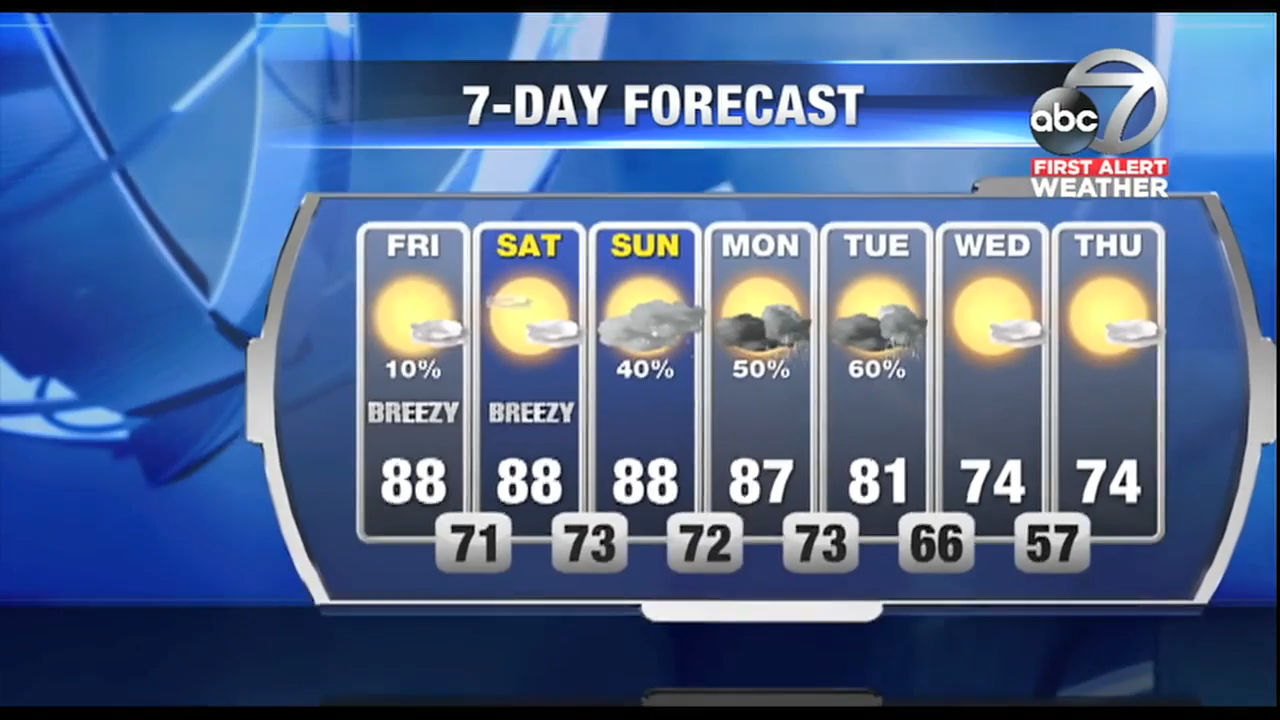 7-DAY FORECAST
abc 7
FIRST ALERT
WEATHER
FRI SAT SUN MON TUE WED THU
10% 40% 50% 60%
BREEZY BREEZY
88 88 88 87 81 74 74
71 73 72 73 66 57